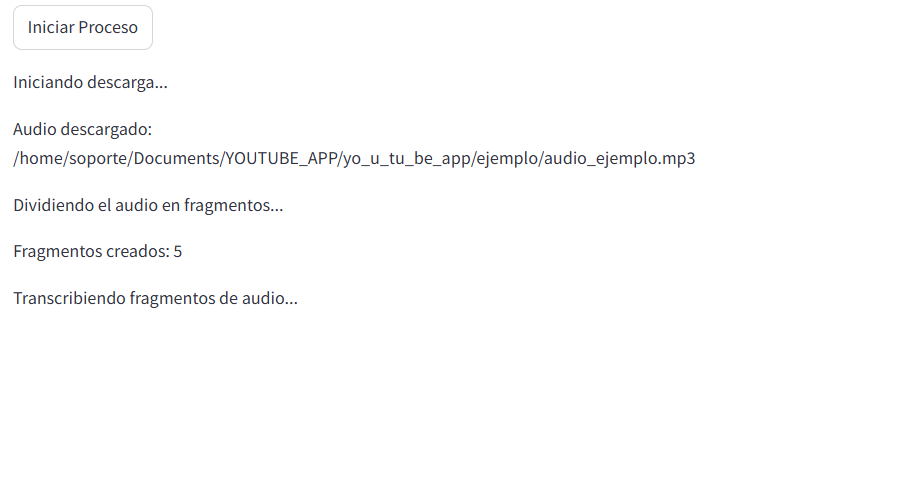 Iniciar Proceso
Iniciando descarga...
Audio descargado:
/home/soporte/Documents/YOUTUBE_APP/yo_u_tu_be_app/ejemplo/audio_ejemplo.mp3
Dividiendo el audio en fragmentos...
Fragmentos creados: 5
Transcribiendo fragmentos de audio...